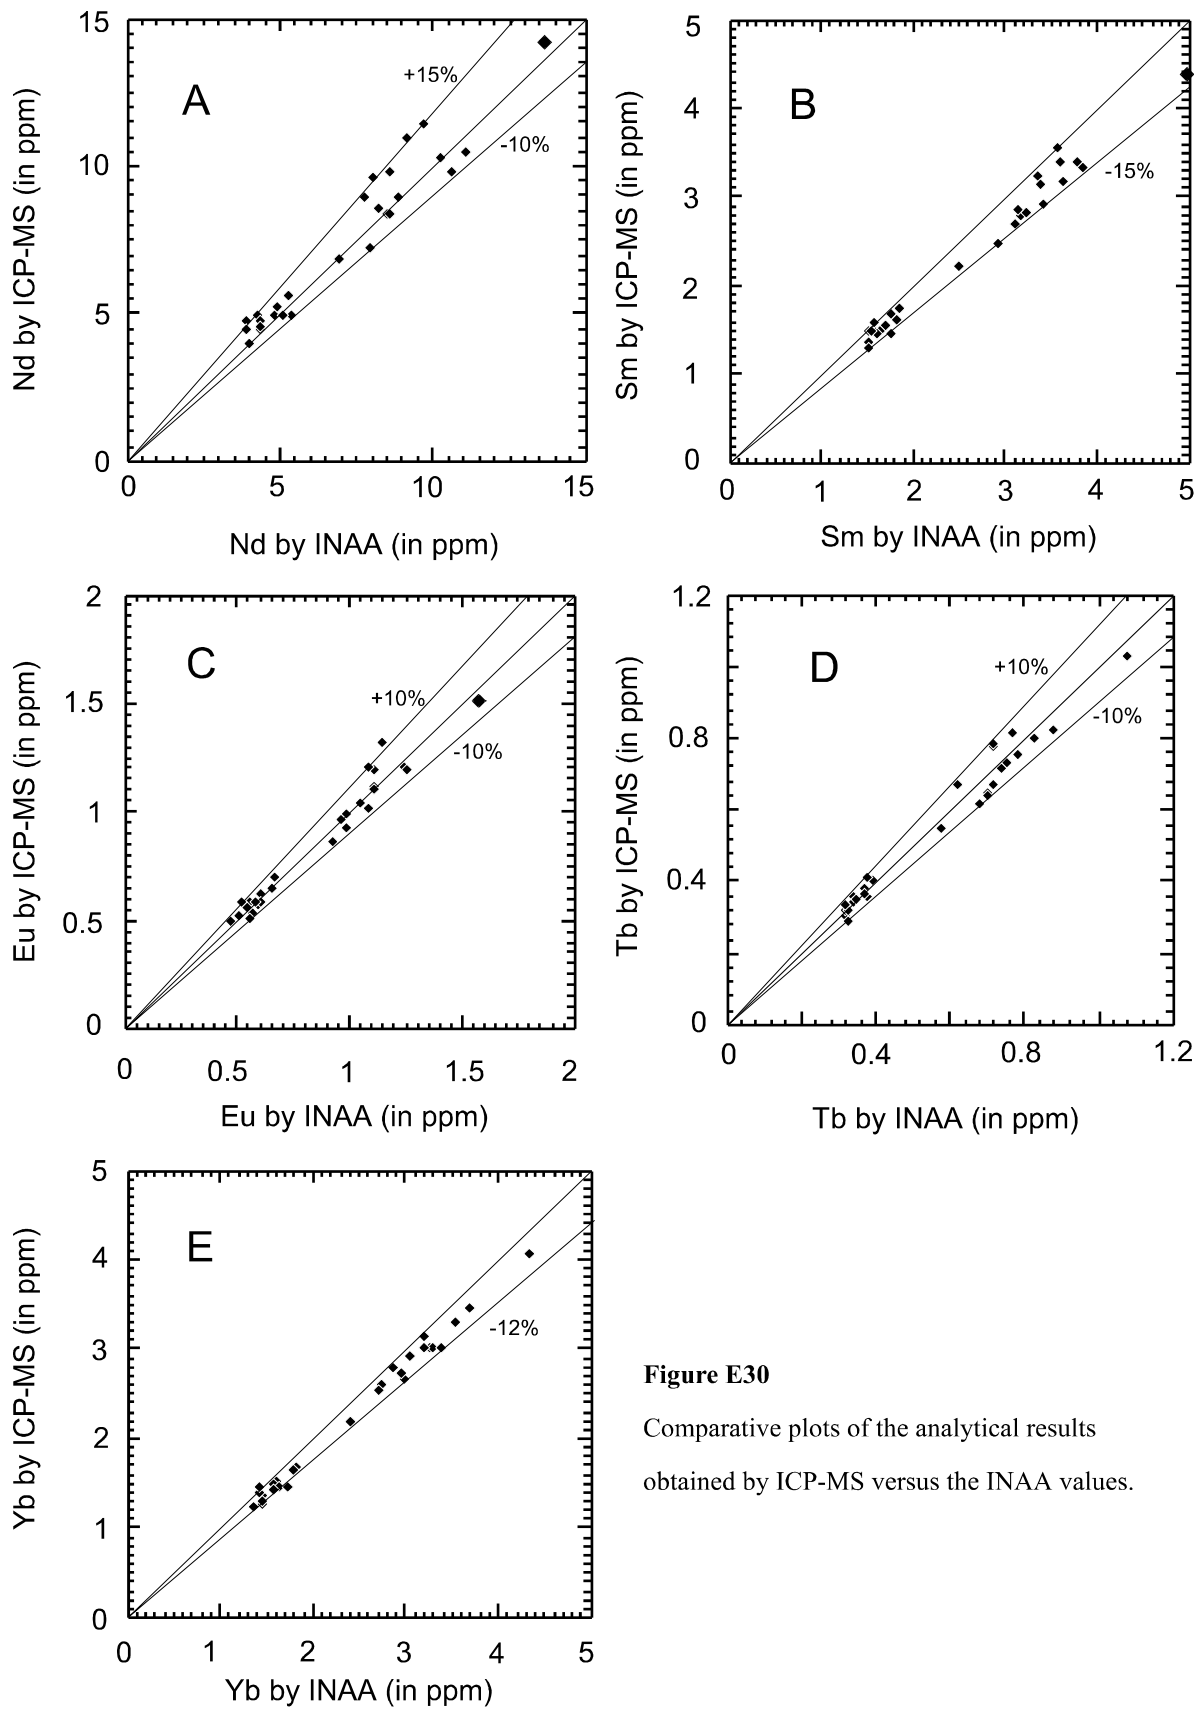 15
10
5
0
Nd by ICP-MS (in ppm)
A
+15%
-10%
0 5 10 15
Nd by INAA (in ppm)
5
4
3
2
1
0
Sm by ICP-MS (in ppm)
B
-15%
0 1 2 3 4 5
Sm by INAA (in ppm)
2
1.5
1
0.5
0
Eu by ICP-MS (in ppm)
C
+10%
-10%
0 0.5 1 1.5 2
Eu by INAA (in ppm)
1.2
0.8
0.4
0
Tb by ICP-MS (in ppm)
D
+10%
-10%
0 0.4 0.8 1.2
Tb by INAA (in ppm)
5
4
3
2
1
0
Yb by ICP-MS (in ppm)
E
-12%
0 1 2 3 4 5
Yb by INAA (in ppm)
Figure E30
Comparative plots of the analytical results
obtained by ICP-MS versus the INAA values.